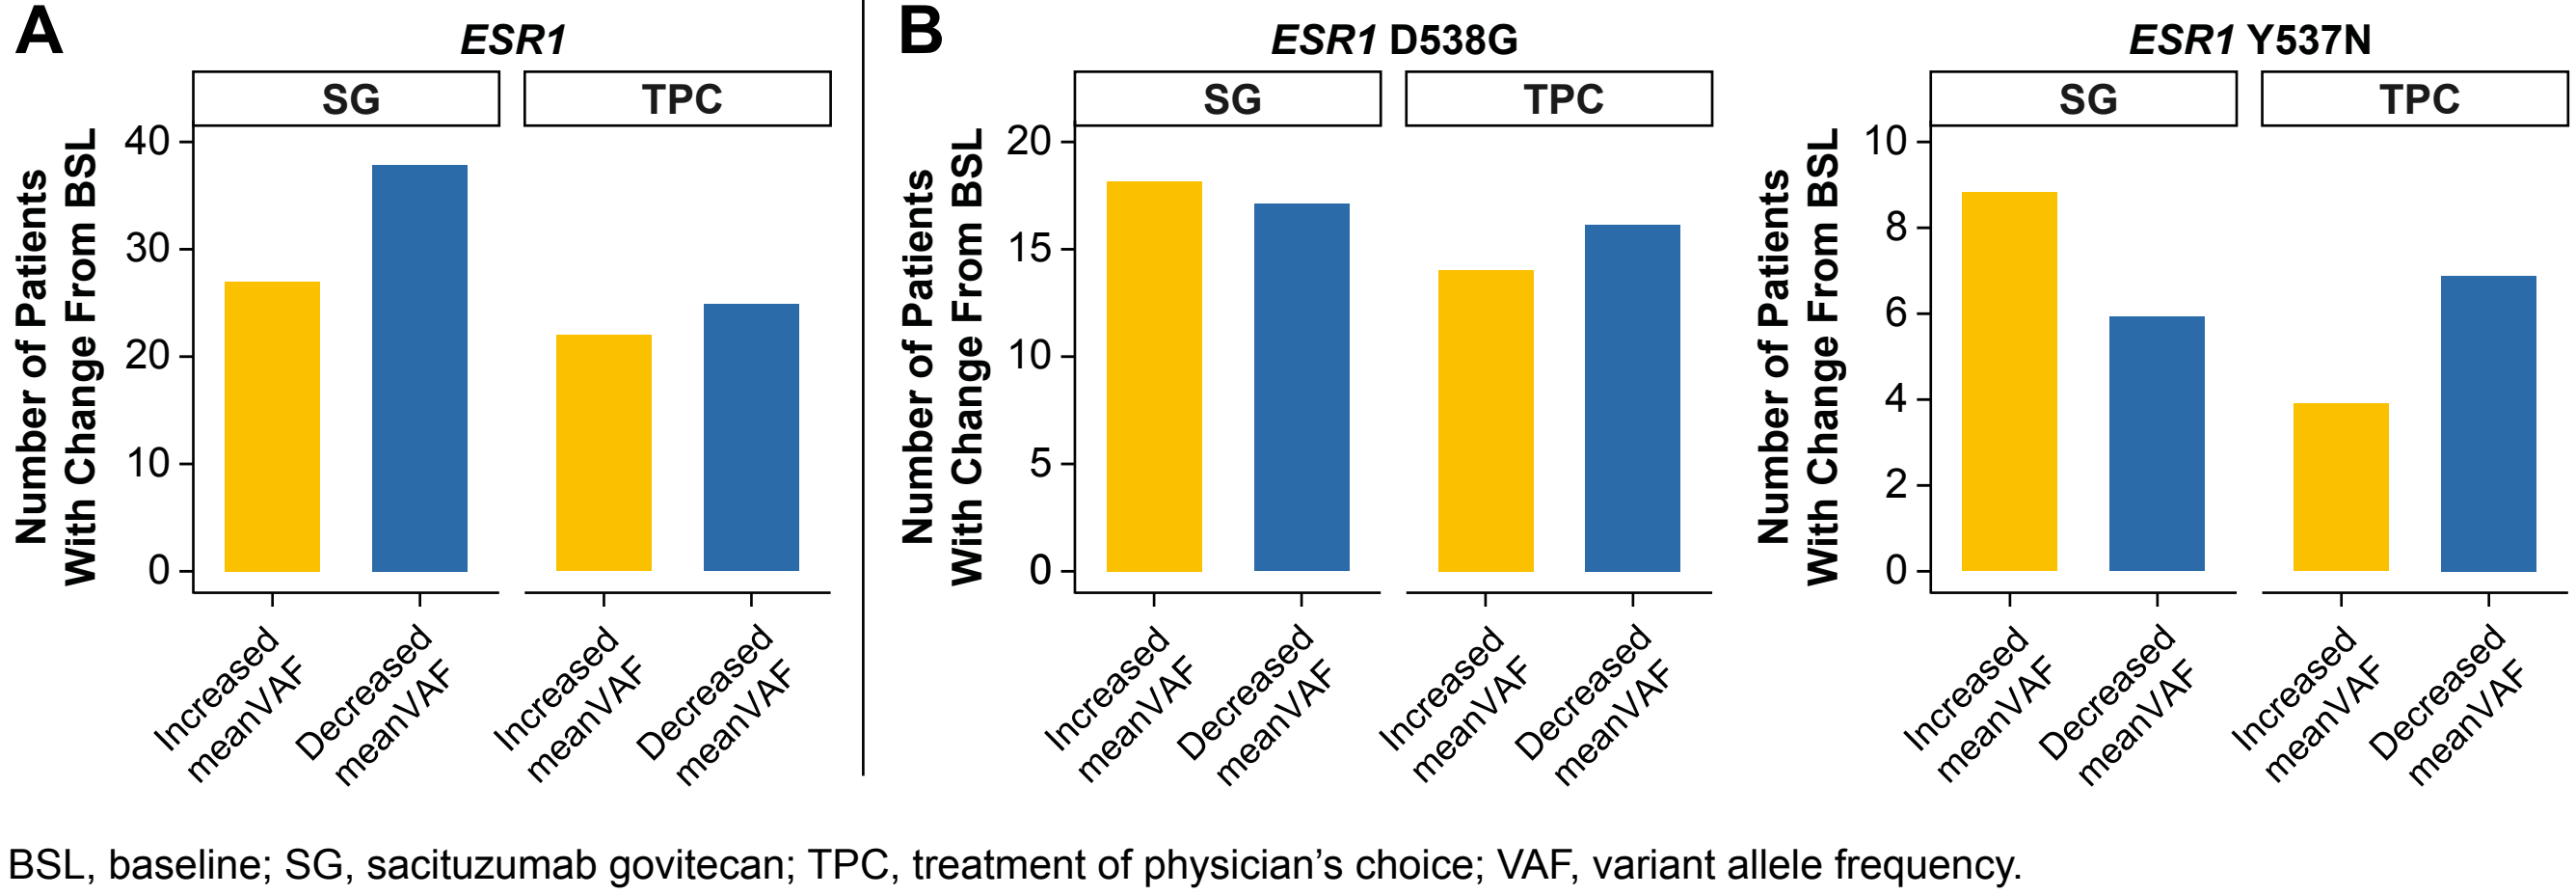 A
ESR1
SG
TPC
Number of Patients
With Change From BSL
40
30
20
10
0
Increased
meanVAF
Decreased
meanVAF
Increased
meanVAF
Decreased
meanVAF
B
ESR1 D538G
SG
TPC
Number of Patients
With Change From BSL
20
15
10
5
0
Increased
meanVAF
Decreased
meanVAF
Increased
meanVAF
Decreased
meanVAF
ESR1 Y537N
SG
TPC
Number of Patients
With Change From BSL
10
8
6
4
2
0
Increased
meanVAF
Decreased
meanVAF
Increased
meanVAF
Decreased
meanVAF
BSL, baseline; SG, sacituzumab govitecan; TPC, treatment of physician’s choice; VAF, variant allele frequency.